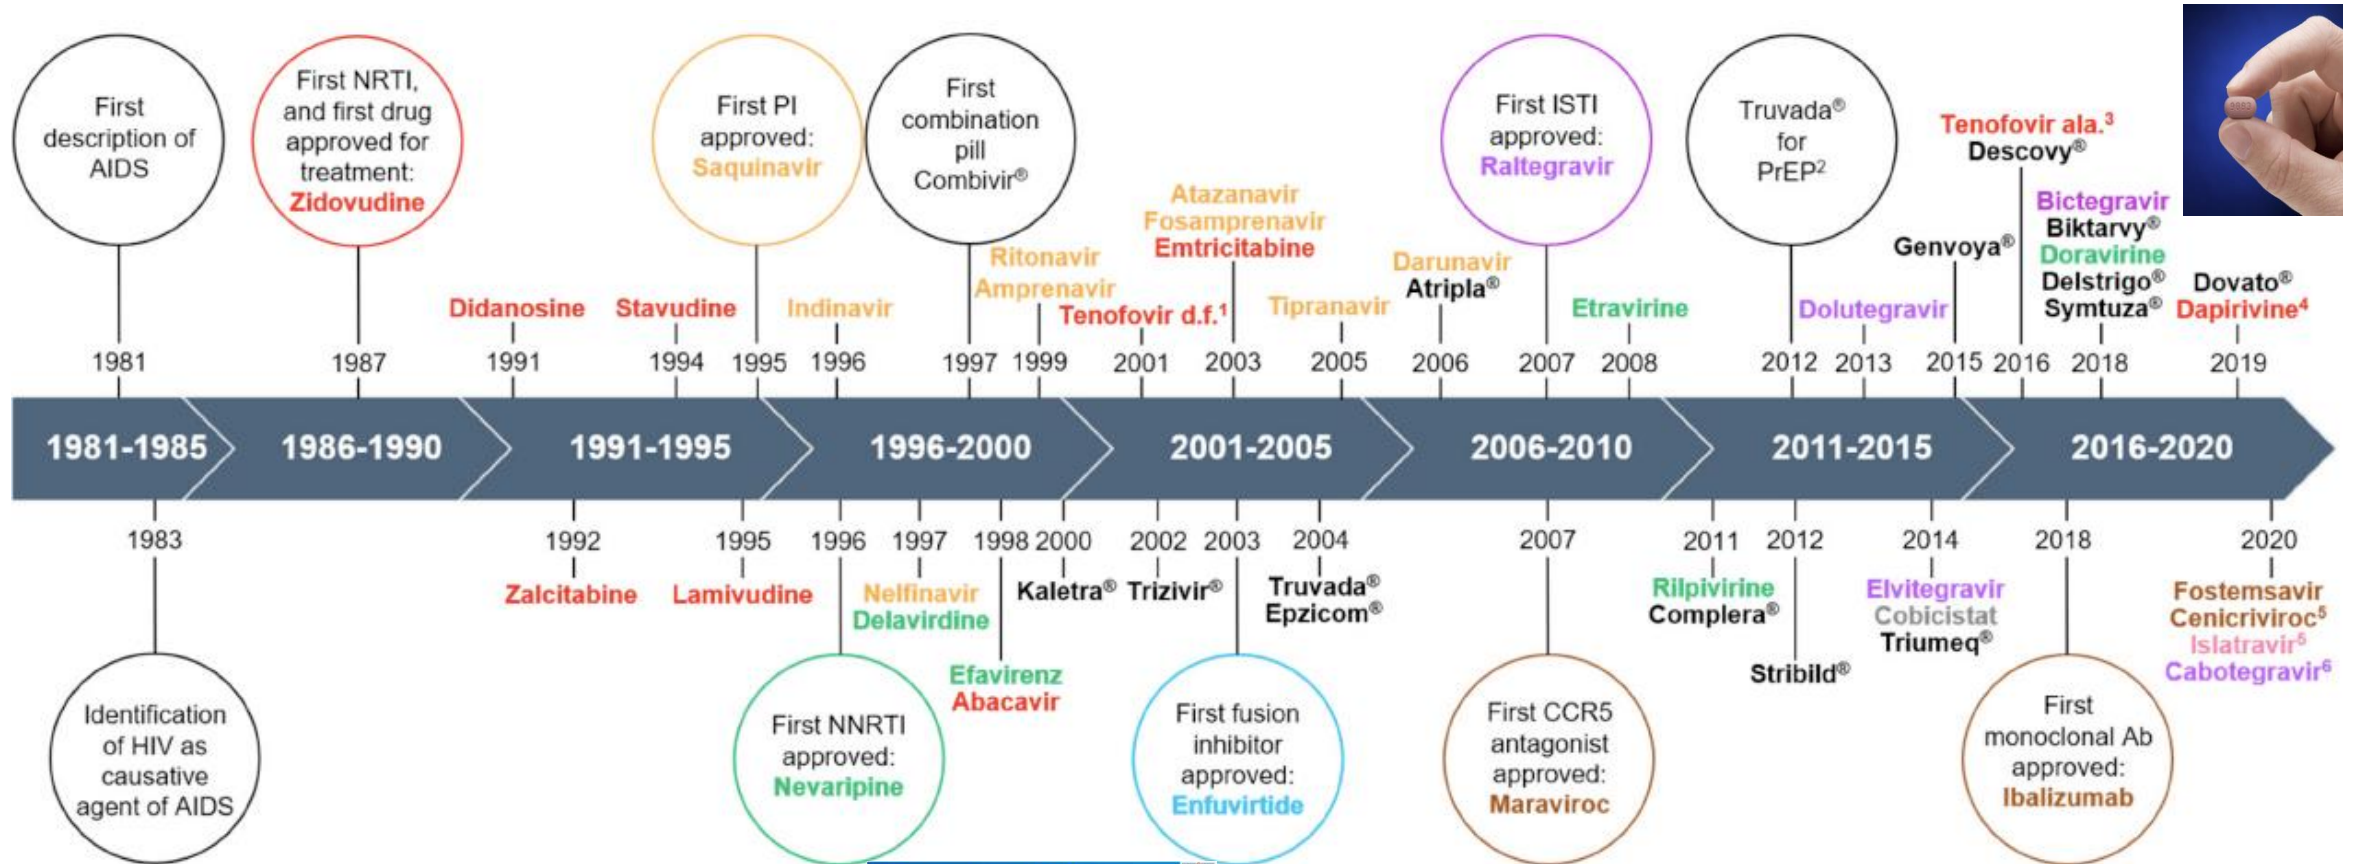 First
description of
AIDS
1981
First NRTI,
and first drug
approved for
treatment:
Zidovudine
1987
Didanosine
1991
Stavudine
1994
First PI
approved:
Saquinavir
1995
Indinavir
1996
First
combination
pill
Combivir®
1997
Ritonavir
Amprenavir
1999
Tenofovir d.f.¹
2001
Atazanavir
Fosamprenavir
Emtricitabine
2003
Tipranavir
2005
Darunavir
Atripla®
2006
First ISTI
approved:
Raltegravir
2007
Etravirine
2008
Truvada®
for
PrEP²
2012
Dolutegravir
2013
Genvoya®
2015
Tenofovir ala.³
Descovy®
2016
Bictegravir
Biktarvy®
Doravirine
Delstrigo®
Symtuza®
2018
Dovato®
Dapirivine⁴
2019
1981-1985
1986-1990
1991-1995
1996-2000
2001-2005
2006-2010
2011-2015
2016-2020
1983
Identification
of HIV as
causative
agent of AIDS
1992
Zalcitabine
1995
Lamivudine
1996
First NNRTI
approved:
Nevaripine
1997
Nelfinavir
Delavirdine
1998
Efavirenz
Abacavir
2000
Kaletra®
2002
Trizivir®
2003
First fusion
inhibitor
approved:
Enfuvirtide
2004
Truvada®
Epzicom®
2007
First CCR5
antagonist
approved:
Maraviroc
2011
Rilpivirine
Complera®
2012
Stribild®
2014
Elvitegravir
Cobicistat
Triumeq®
2018
First
monoclonal Ab
approved:
Ibalizumab
2020
Fostemsavir
Cenicriviroc⁵
Islatravir⁵
Cabotegravir⁶